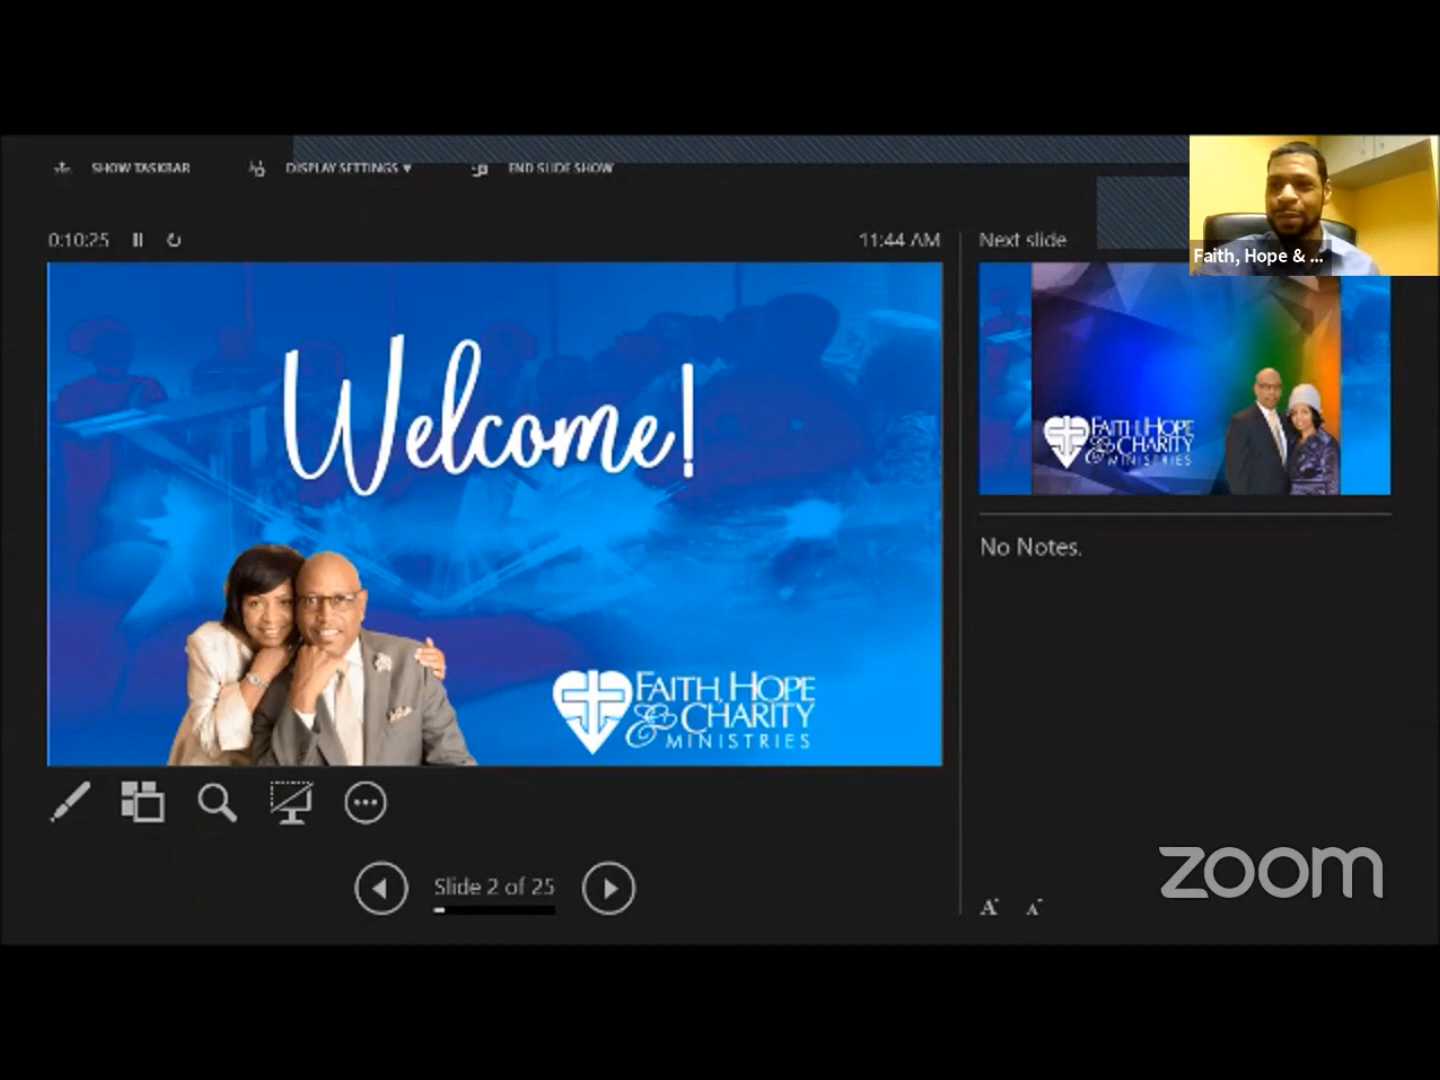 SHOW TASKBAR DISPLAY SETTINGS ▾ END SLIDE SHOW
0:10:25 11:44 AM Next slide
Faith, Hope & ...
Welcome!
FAITH, HOPE
& CHARITY
MINISTRIES
FAITH, HOPE
& CHARITY
MINISTRIES
No Notes.
Slide 2 of 25
zoom
A A